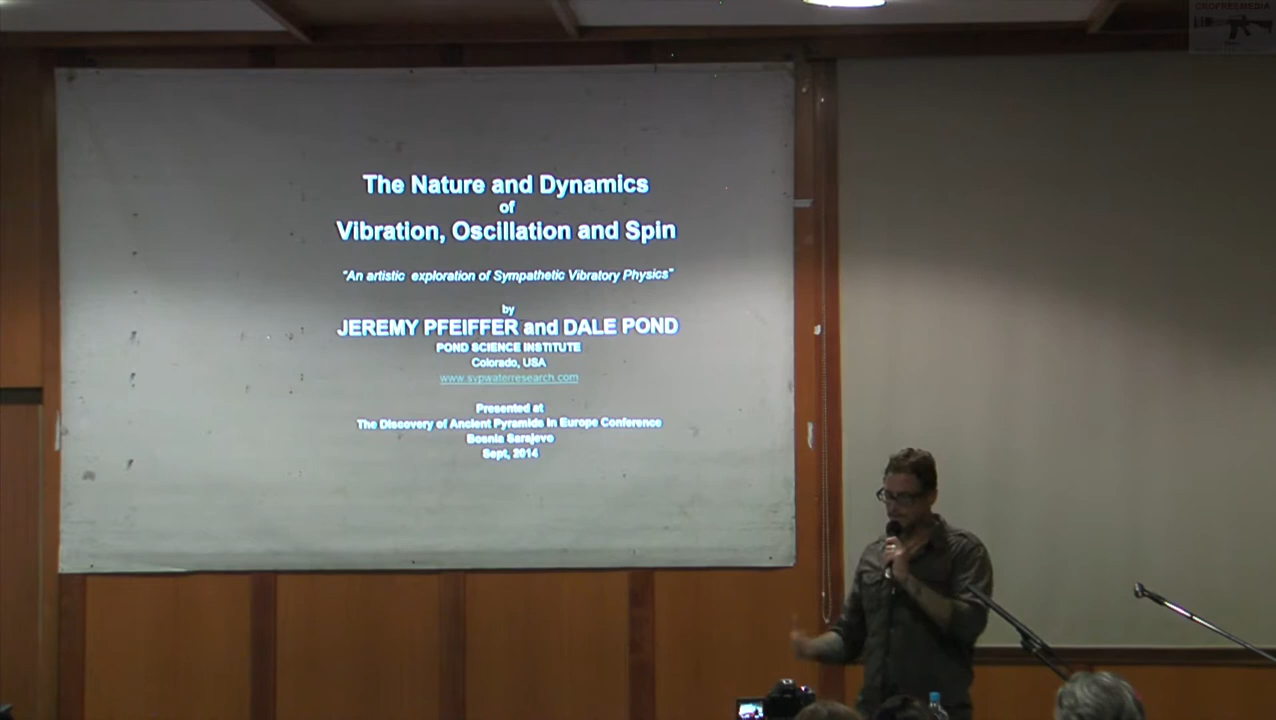 CROFREEMEDIA
The Nature and Dynamics
of
Vibration, Oscillation and Spin
"An artistic exploration of Sympathetic Vibratory Physics"
by
JEREMY PFEIFFER and DALE POND
POND SCIENCE INSTITUTE
Colorado, USA
www.svpwaterresearch.com
Presented at
The Discovery of Ancient Pyramids in Europe Conference
Bosnia Sarajevo
Sept, 2014